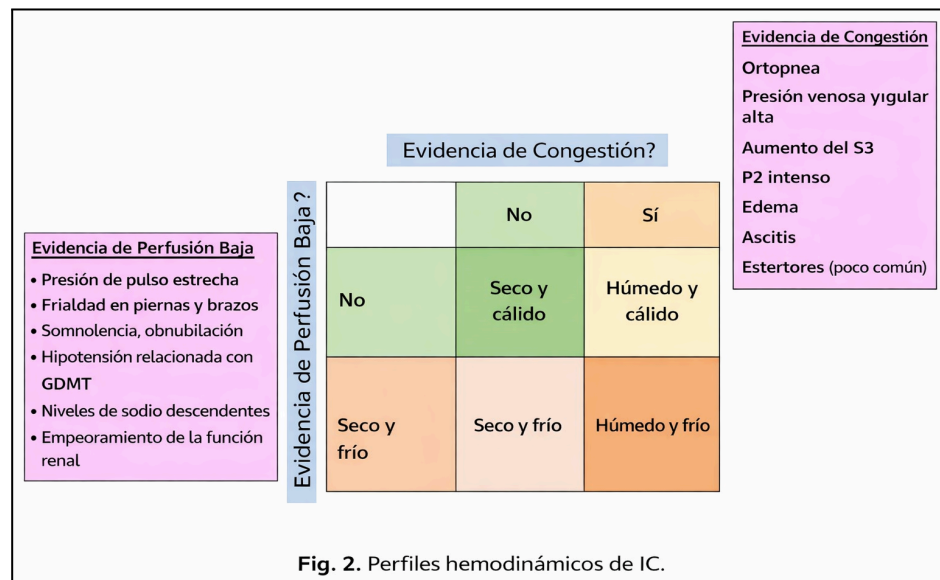 Evidencia de Congestión
Ortopnea
Presión venosa yıgular
alta
Aumento del S3
P2 intenso
Edema
Ascitis
Estertores (poco común)
Evidencia de Congestión?
Evidencia de Perfusión Baja ?
No
Sí
No
Seco y
cálido
Húmedo y
cálido
Seco y
frío
Seco y frío
Húmedo y frío
Evidencia de Perfusión Baja
• Presión de pulso estrecha
• Frialdad en piernas y brazos
• Somnolencia, obnubilación
• Hipotensión relacionada con
GDMT
• Niveles de sodio descendentes
• Empeoramiento de la función
renal
Fig. 2. Perfiles hemodinámicos de IC.